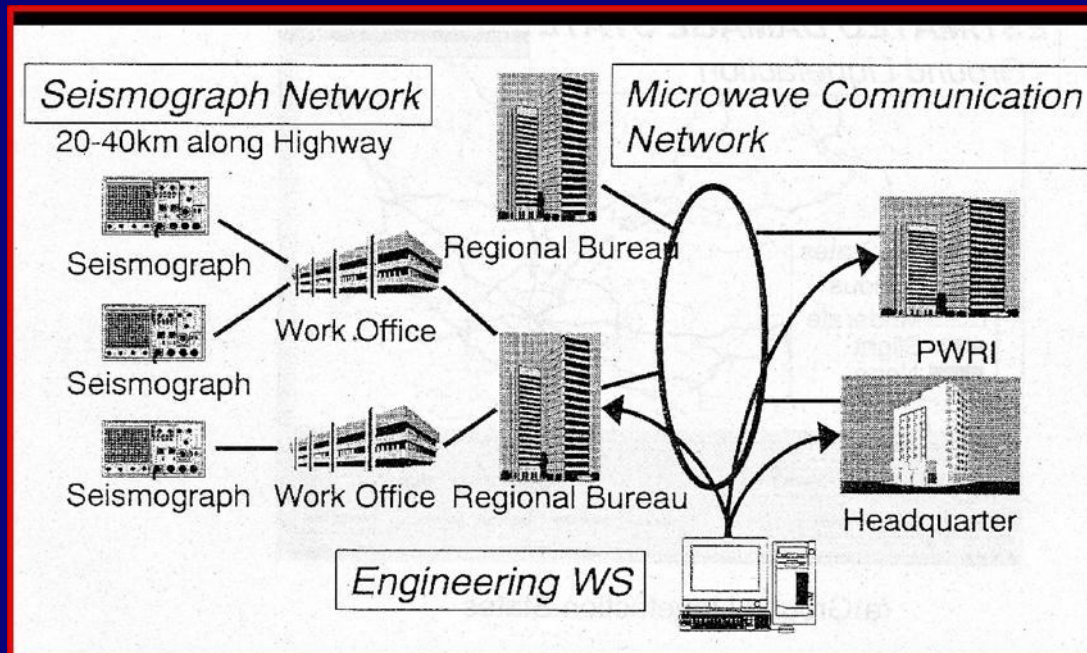 Seismograph Network
20-40km along Highway
Microwave Communication
Network
Seismograph
Seismograph
Seismograph
Work .Office
Work Office
Regional Bureau
Regional Bureau
PWRI
Headquarter
Engineering WS